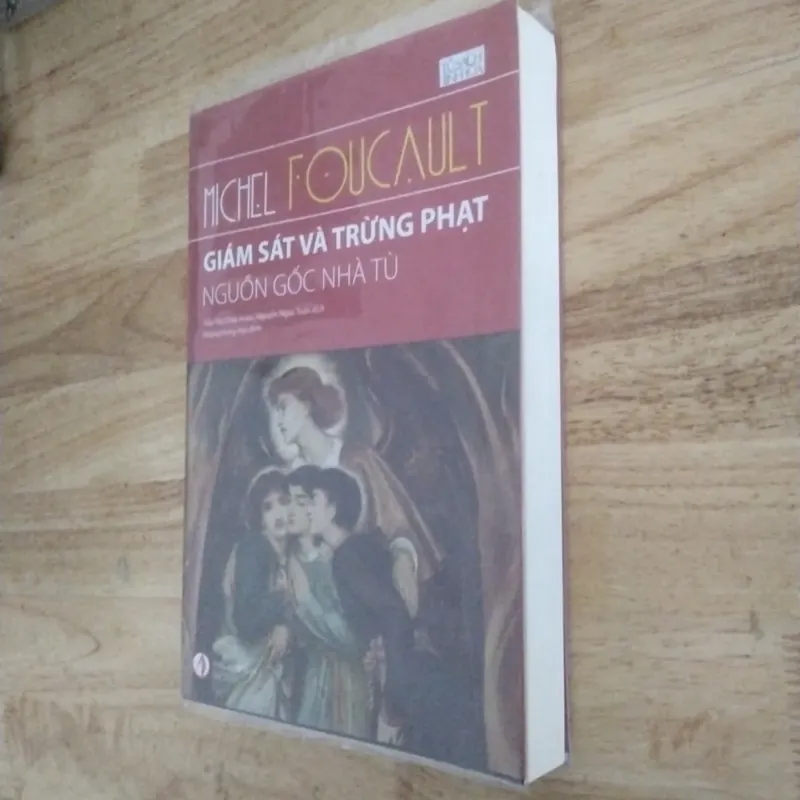 MICHEL FOUCAULT
GIÁM SÁT VÀ TRỪNG PHẠT
NGUỒN GỐC NHÀ TÙ